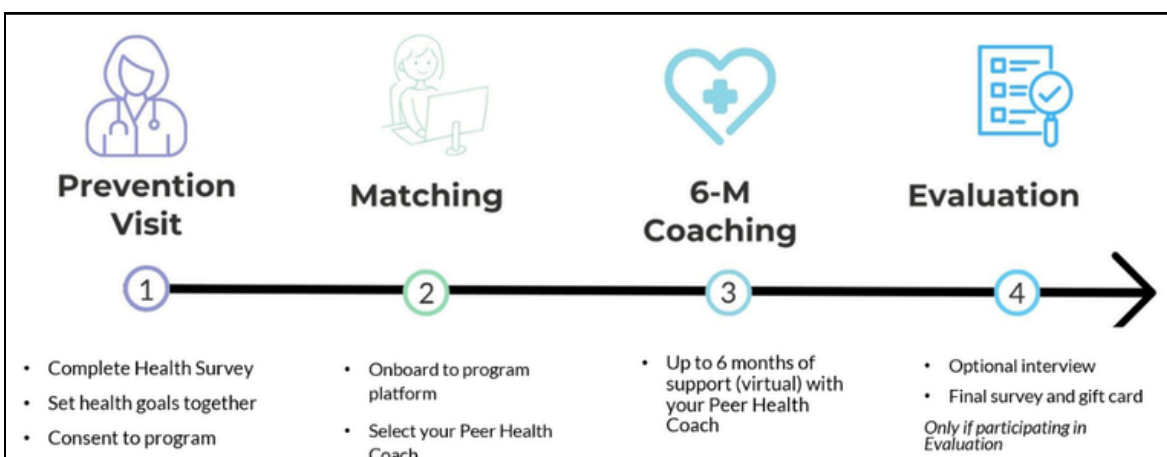 Prevention
Visit
Matching
6-M
Coaching
Evaluation
1
2
3
4
• Complete Health Survey
• Set health goals together
• Consent to program
• Onboard to program
platform
• Select your Peer Health
Coach
• Up to 6 months of
support (virtual) with
your Peer Health
Coach
• Optional interview
• Final survey and gift card
Only if participating in
Evaluation